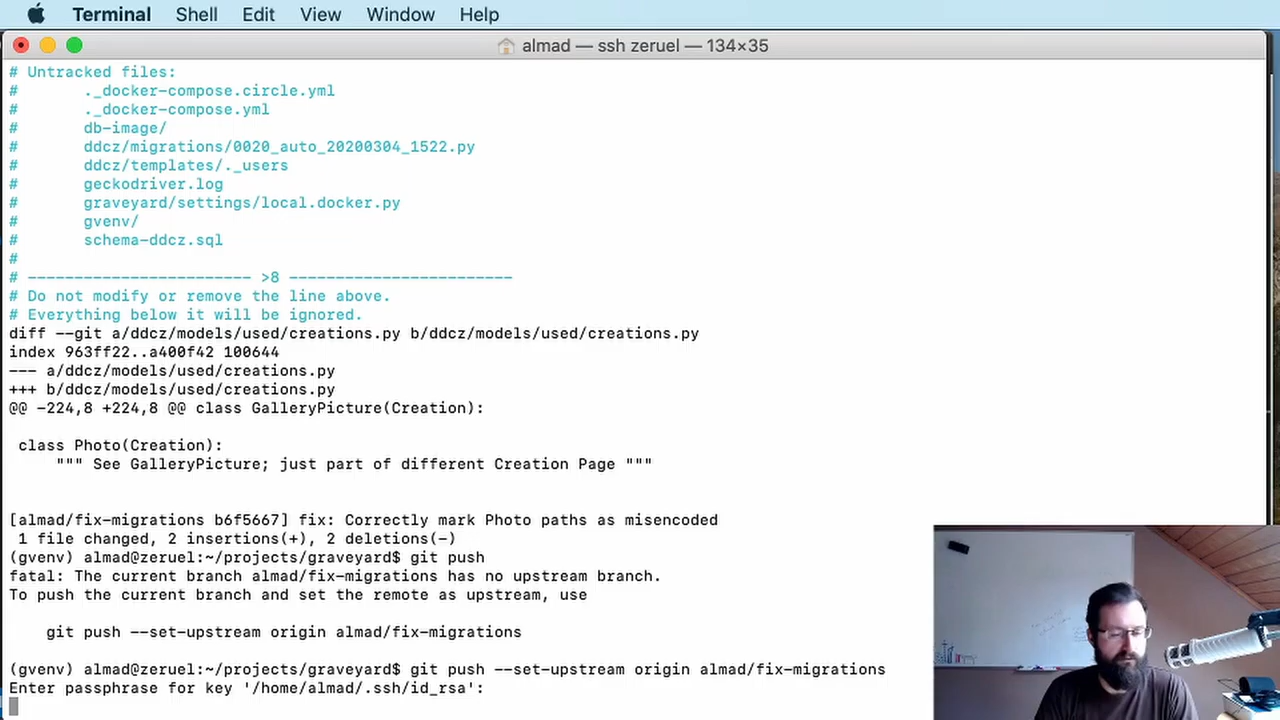 Terminal Shell Edit View Window Help
almad — ssh zeruel — 134×35
# Untracked files:
# ._docker-compose.circle.yml
# ._docker-compose.yml
# db-image/
# ddcz/migrations/0020_auto_20200304_1522.py
# ddcz/templates/._users
# geckodriver.log
# graveyard/settings/local.docker.py
# gvenv/
# schema-ddcz.sql
#
# ------------------------ >8 ------------------------
# Do not modify or remove the line above.
# Everything below it will be ignored.
diff --git a/ddcz/models/used/creations.py b/ddcz/models/used/creations.py
index 963ff22..a400f42 100644
--- a/ddcz/models/used/creations.py
+++ b/ddcz/models/used/creations.py
@@ -224,8 +224,8 @@ class GalleryPicture(Creation):
class Photo(Creation):
""" See GalleryPicture; just part of different Creation Page """
[almad/fix-migrations b6f5667] fix: Correctly mark Photo paths as misencoded
1 file changed, 2 insertions(+), 2 deletions(-)
(gvenv) almad@zeruel:~/projects/graveyard$ git push
fatal: The current branch almad/fix-migrations has no upstream branch.
To push the current branch and set the remote as upstream, use
git push --set-upstream origin almad/fix-migrations
(gvenv) almad@zeruel:~/projects/graveyard$ git push --set-upstream origin almad/fix-migrations
Enter passphrase for key '/home/almad/.ssh/id_rsa':